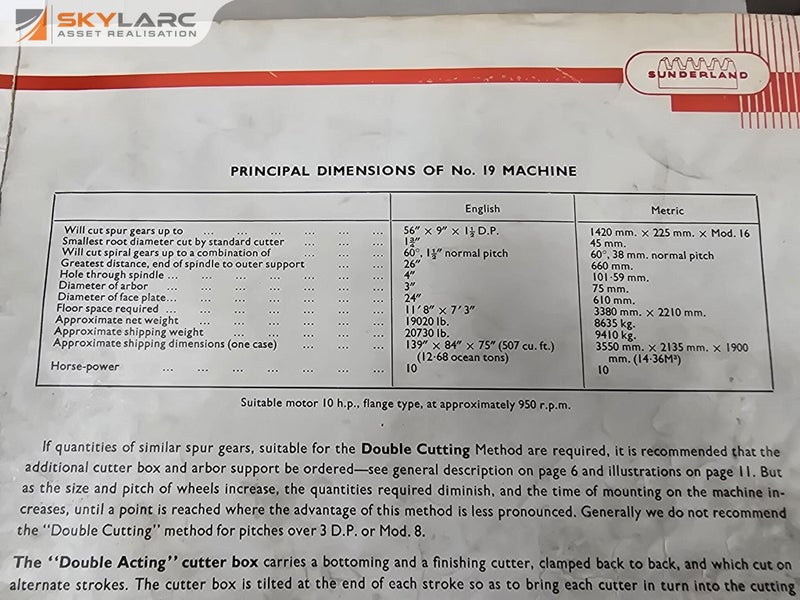 SKYLARC
ASSET REALISATION
SUNDERLAND
PRINCIPAL DIMENSIONS OF No. 19 MACHINE
English Metric
Will cut spur gears up to ... ... ... ... ... ... 56″ × 9″ × 1½ D.P. 1420 mm. × 225 mm. × Mod. 16
Smallest root diameter cut by standard cutter ... ... ... 1¾″ 45 mm.
Will cut spiral gears up to a combination of ... ... ... 60°, 1½″ normal pitch 60°, 38 mm. normal pitch
Greatest distance, end of spindle to outer support ... ... 26″ 660 mm.
Hole through spindle ... ... ... ... ... ... ... 4″ 101·59 mm.
Diameter of arbor ... ... ... ... ... ... ... 3″ 75 mm.
Diameter of face plate... ... ... ... ... ... ... 24″ 610 mm.
Floor space required ... ... ... ... ... ... ... 11′8″ × 7′3″ 3380 mm. × 2210 mm.
Approximate net weight ... ... ... ... ... ... 19020 lb. 8635 kg.
Approximate shipping weight ... ... ... ... ... 20730 lb. 9410 kg.
Approximate shipping dimensions (one case) ... ... ... 139″ × 84″ × 75″ (507 cu. ft.) 3550 mm. × 2135 mm. × 1900
(12·68 ocean tons) mm. (14·36M³)
Horse-power ... ... ... ... ... ... ... 10 10
Suitable motor 10 h.p., flange type, at approximately 950 r.p.m.
If quantities of similar spur gears, suitable for the Double Cutting Method are required, it is recommended that the
additional cutter box and arbor support be ordered—see general description on page 6 and illustrations on page 11. But
as the size and pitch of wheels increase, the quantities required diminish, and the time of mounting on the machine in-
creases, until a point is reached where the advantage of this method is less pronounced. Generally we do not recommend
the "Double Cutting" method for pitches over 3 D.P. or Mod. 8.
The "Double Acting" cutter box carries a bottoming and a finishing cutter, clamped back to back, and which cut on
alternate strokes. The cutter box is tilted at the end of each stroke so as to bring each cutter in turn into the cutting